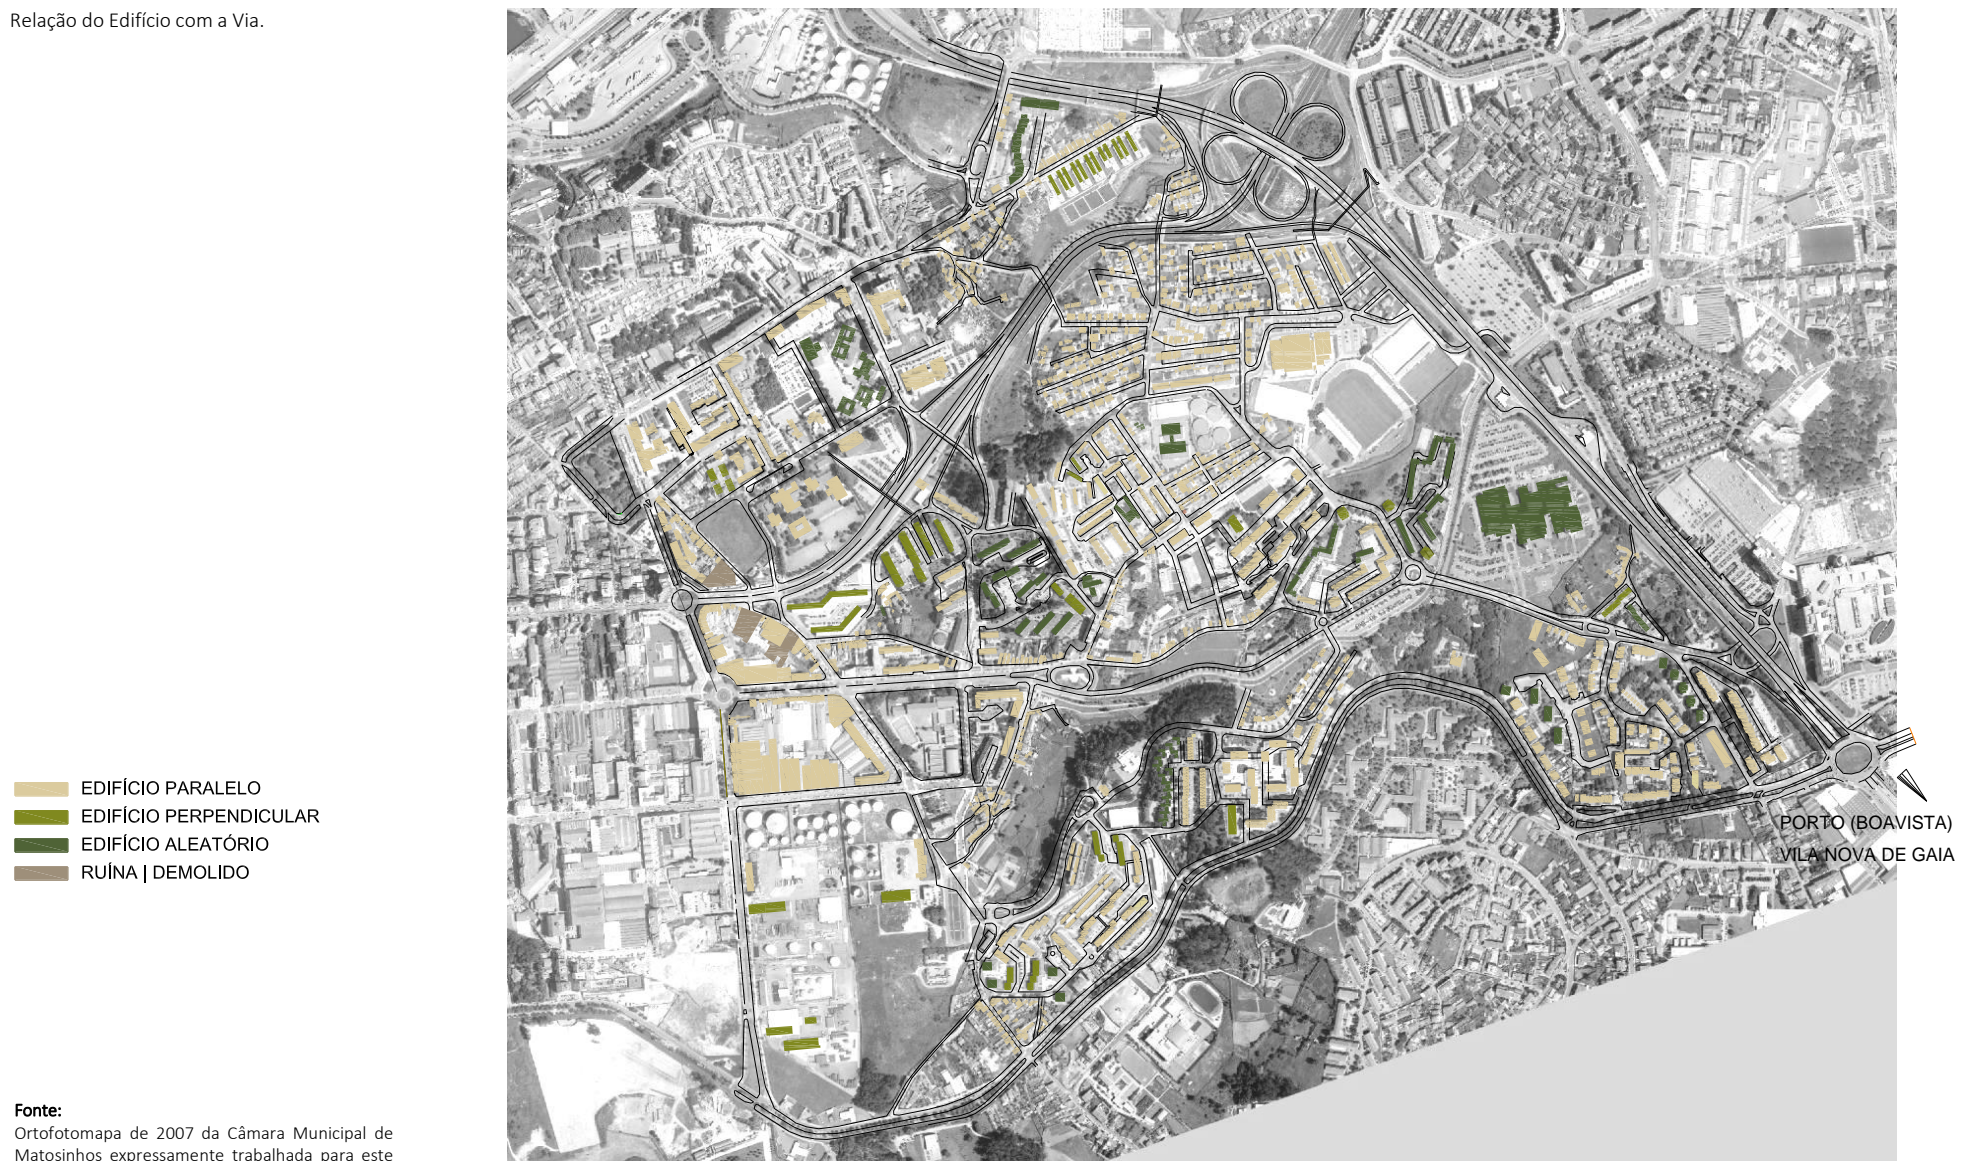 Relação do Edifício com a Via.
EDIFÍCIO PARALELO
EDIFÍCIO PERPENDICULAR
EDIFÍCIO ALEATÓRIO
RUÍNA | DEMOLIDO
PORTO (BOAVISTA)
VILA NOVA DE GAIA
Fonte:
Ortofotomapa de 2007 da Câmara Municipal de
Matosinhos expressamente trabalhada para este